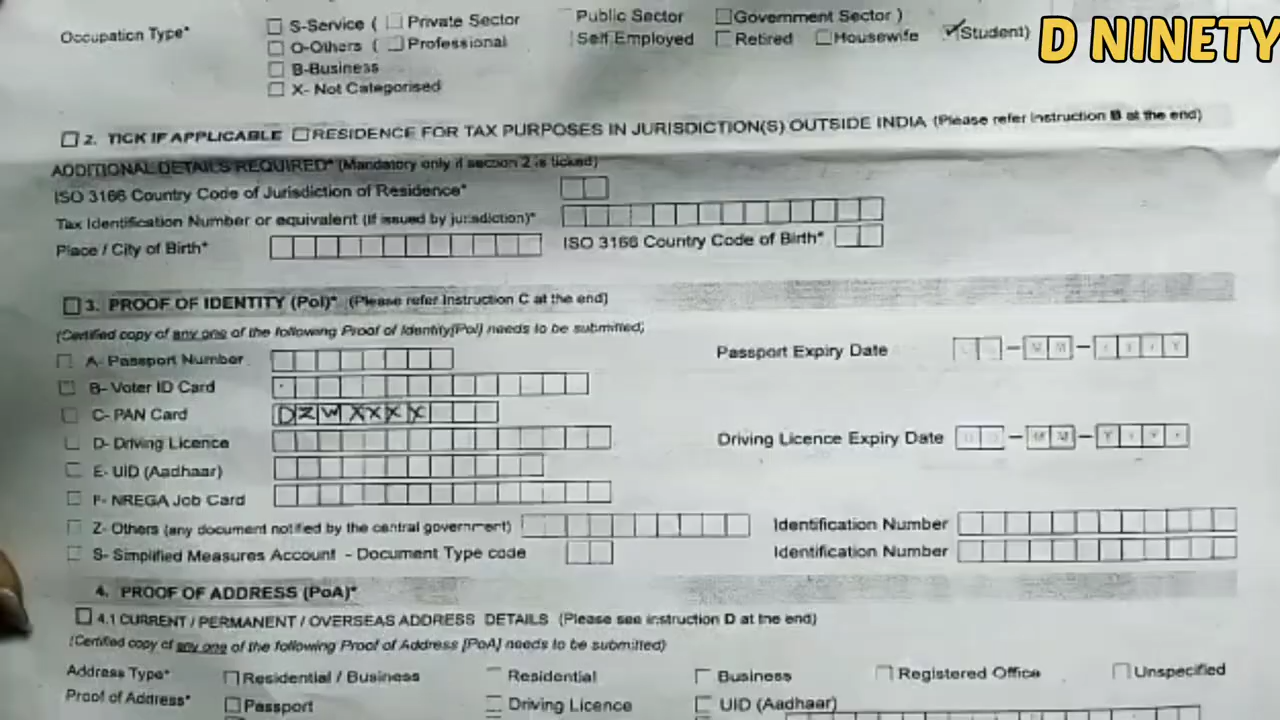 D NINETY
Occupation Type* S-Service ( Private Sector Public Sector Government Sector )
O-Others ( Professional Self Employed Retired Housewife Student)
B-Business
X- Not Categorised
2. TICK IF APPLICABLE RESIDENCE FOR TAX PURPOSES IN JURISDICTION(S) OUTSIDE INDIA (Please refer instruction B at the end)
ADDITIONAL DETAILS REQUIRED* (Mandatory only if section 2 is ticked)
ISO 3166 Country Code of Jurisdiction of Residence*
Tax Identification Number or equivalent (If issued by jurisdiction)*
Place / City of Birth* ISO 3166 Country Code of Birth*
3. PROOF OF IDENTITY (PoI)* (Please refer Instruction C at the end)
(Certified copy of any one of the following Proof of Identity[PoI] needs to be submitted)
A- Passport Number Passport Expiry Date
B- Voter ID Card
C- PAN Card DZWXXXX
D- Driving Licence Driving Licence Expiry Date
E- UID (Aadhaar)
F- NREGA Job Card
Z- Others (any document notified by the central government) Identification Number
S- Simplified Measures Account - Document Type code Identification Number
4. PROOF OF ADDRESS (PoA)*
4.1 CURRENT / PERMANENT / OVERSEAS ADDRESS DETAILS (Please see instruction D at the end)
(Certified copy of any one of the following Proof of Address [PoA] needs to be submitted)
Address Type* Residential / Business Residential Business Registered Office Unspecified
Proof of Address* Passport Driving Licence UID (Aadhaar)